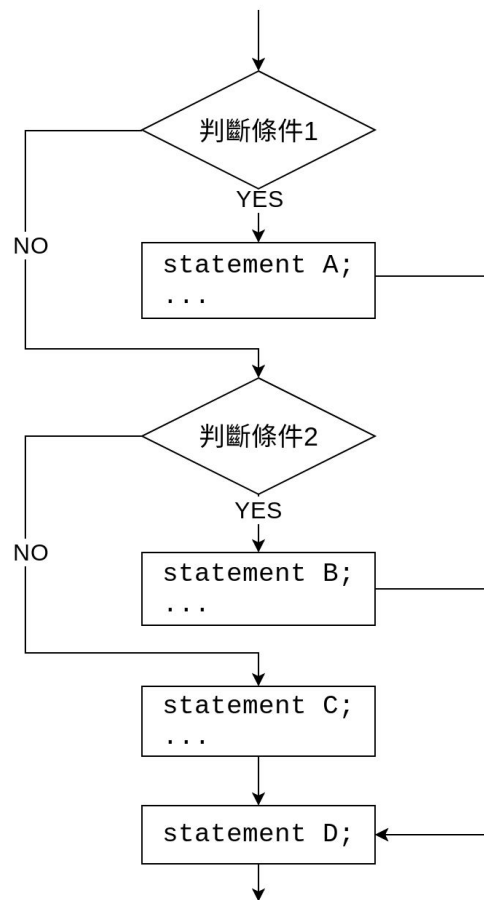 判斷條件1
YES
NO
statement A;
...
判斷條件2
YES
NO
statement B;
...
statement C;
...
statement D;